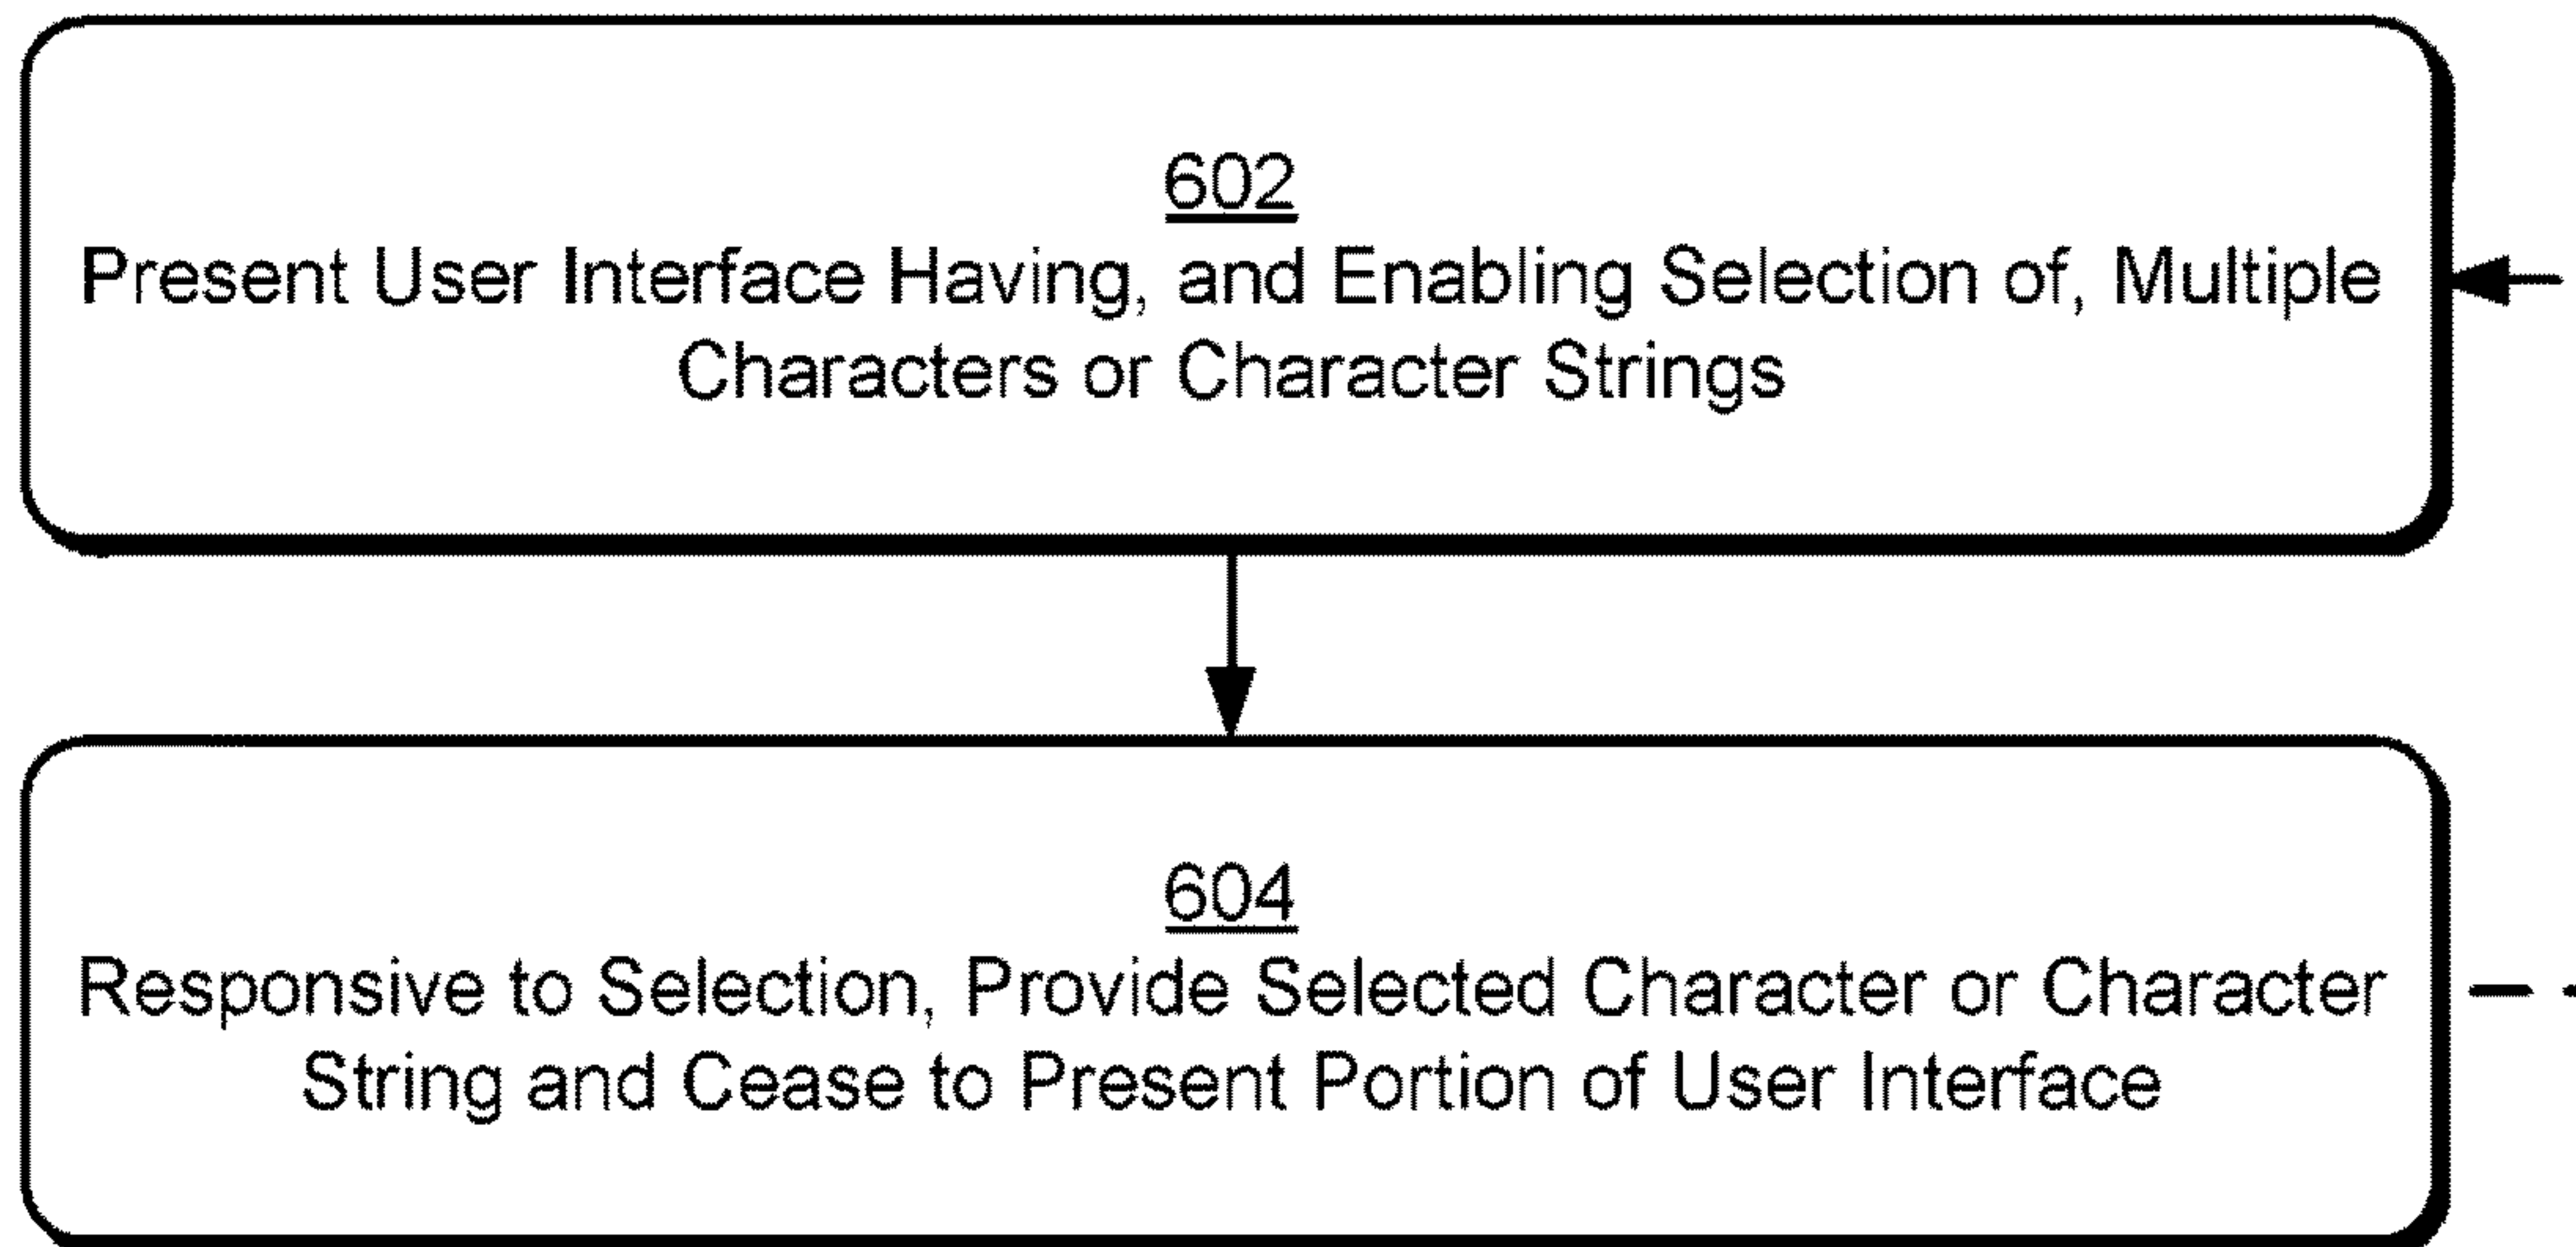 602
Present User Interface Having, and Enabling Selection of, Multiple
Characters or Character Strings
604
Responsive to Selection, Provide Selected Character or Character
String and Cease to Present Portion of User Interface